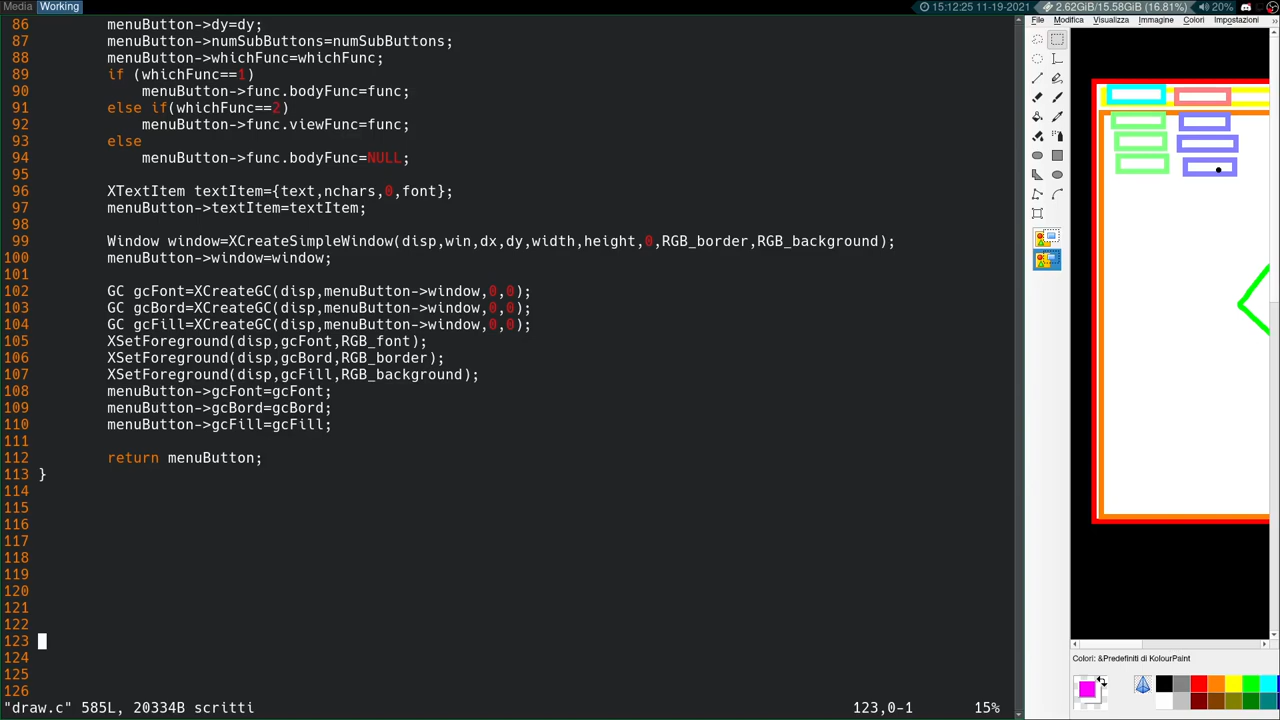 Media Working 15:12:25 11-19-2021 2.62GiB/15.58GiB (16.81%) 20%
File Modifica Visualizza Immagine Colori Impostazioni »
86 menuButton->dy=dy;
87 menuButton->numSubButtons=numSubButtons;
88 menuButton->whichFunc=whichFunc;
89 if (whichFunc==1)
90 menuButton->func.bodyFunc=func;
91 else if(whichFunc==2)
92 menuButton->func.viewFunc=func;
93 else
94 menuButton->func.bodyFunc=NULL;
95
96 XTextItem textItem={text,nchars,0,font};
97 menuButton->textItem=textItem;
98
99 Window window=XCreateSimpleWindow(disp,win,dx,dy,width,height,0,RGB_border,RGB_background);
100 menuButton->window=window;
101
102 GC gcFont=XCreateGC(disp,menuButton->window,0,0);
103 GC gcBord=XCreateGC(disp,menuButton->window,0,0);
104 GC gcFill=XCreateGC(disp,menuButton->window,0,0);
105 XSetForeground(disp,gcFont,RGB_font);
106 XSetForeground(disp,gcBord,RGB_border);
107 XSetForeground(disp,gcFill,RGB_background);
108 menuButton->gcFont=gcFont;
109 menuButton->gcBord=gcBord;
110 menuButton->gcFill=gcFill;
111
112 return menuButton;
113 }
114
115
116
117
118
119
120
121
122
123
124
125
126
"draw.c" 585L, 20334B scritti 123,0-1 15%
Colori: &Predefiniti di KolourPaint